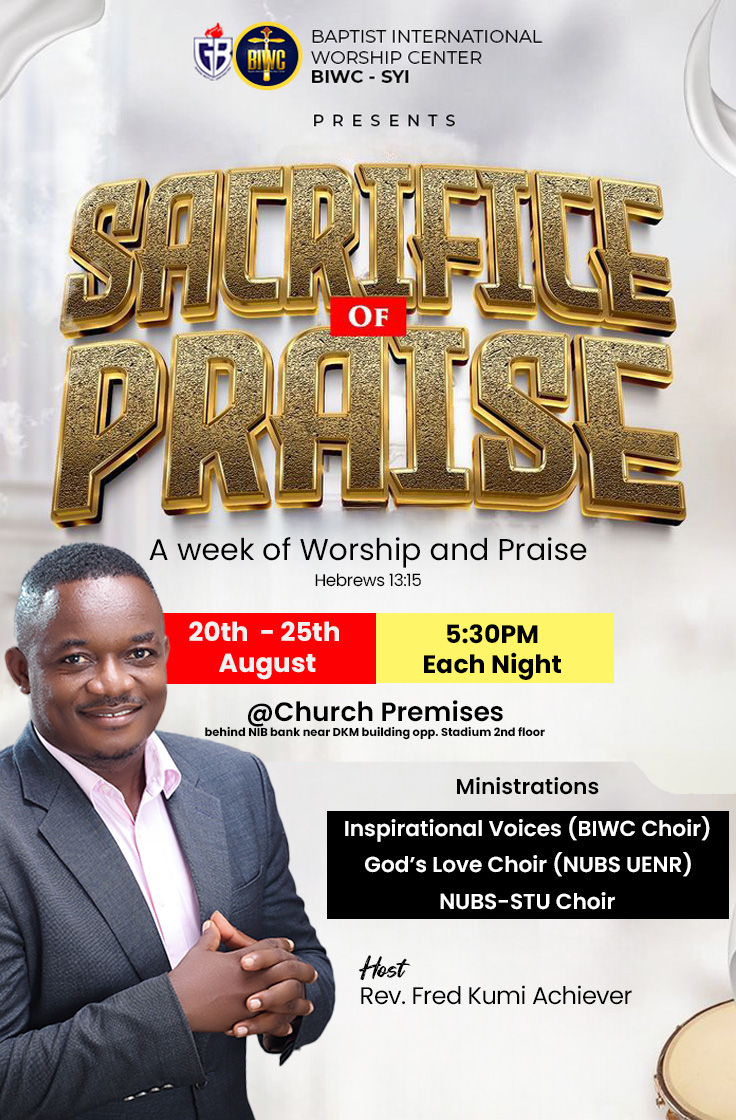 GB
BIWC
BAPTIST INTERNATIONAL
WORSHIP CENTER
BIWC - SYI
PRESENTS
SACRIFICE
OF
PRAISE
A week of Worship and Praise
Hebrews 13:15
20th - 25th
August
5:30PM
Each Night
@Church Premises
behind NIB bank near DKM building opp. Stadium 2nd floor
Ministrations
Inspirational Voices (BIWC Choir)
God's Love Choir (NUBS UENR)
NUBS-STU Choir
Host
Rev. Fred Kumi Achiever